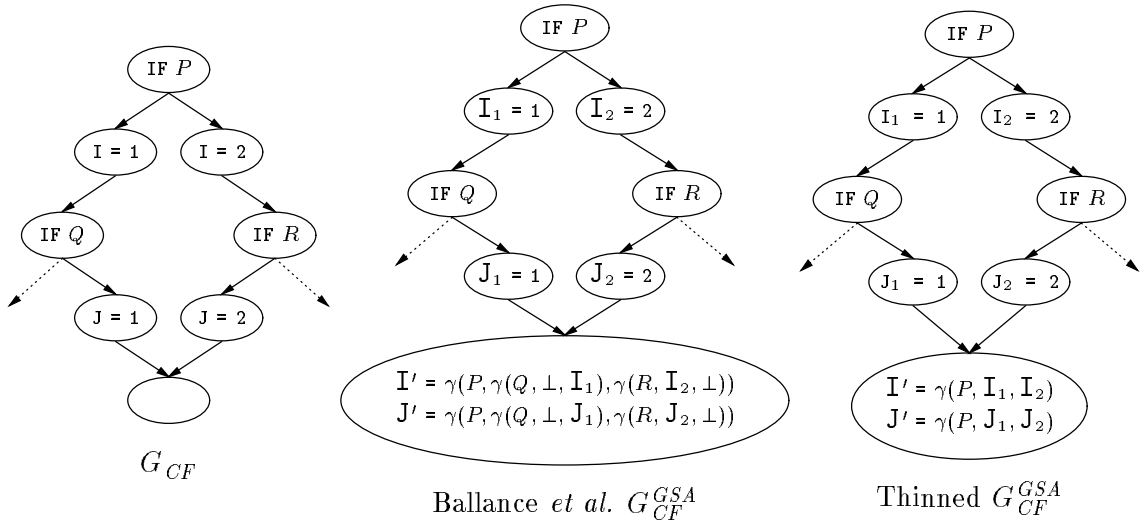 IF P
I = 1
I = 2
IF Q
IF R
J = 1
J = 2
G_CF
IF P
I₁ = 1
I₂ = 2
IF Q
IF R
J₁ = 1
J₂ = 2
I′ = γ(P, γ(Q, ⊥, I₁), γ(R, I₂, ⊥))
J′ = γ(P, γ(Q, ⊥, J₁), γ(R, J₂, ⊥))
Ballance et al. G_CF^GSA
IF P
I₁ = 1
I₂ = 2
IF Q
IF R
J₁ = 1
J₂ = 2
I′ = γ(P, I₁, I₂)
J′ = γ(P, J₁, J₂)
Thinned G_CF^GSA